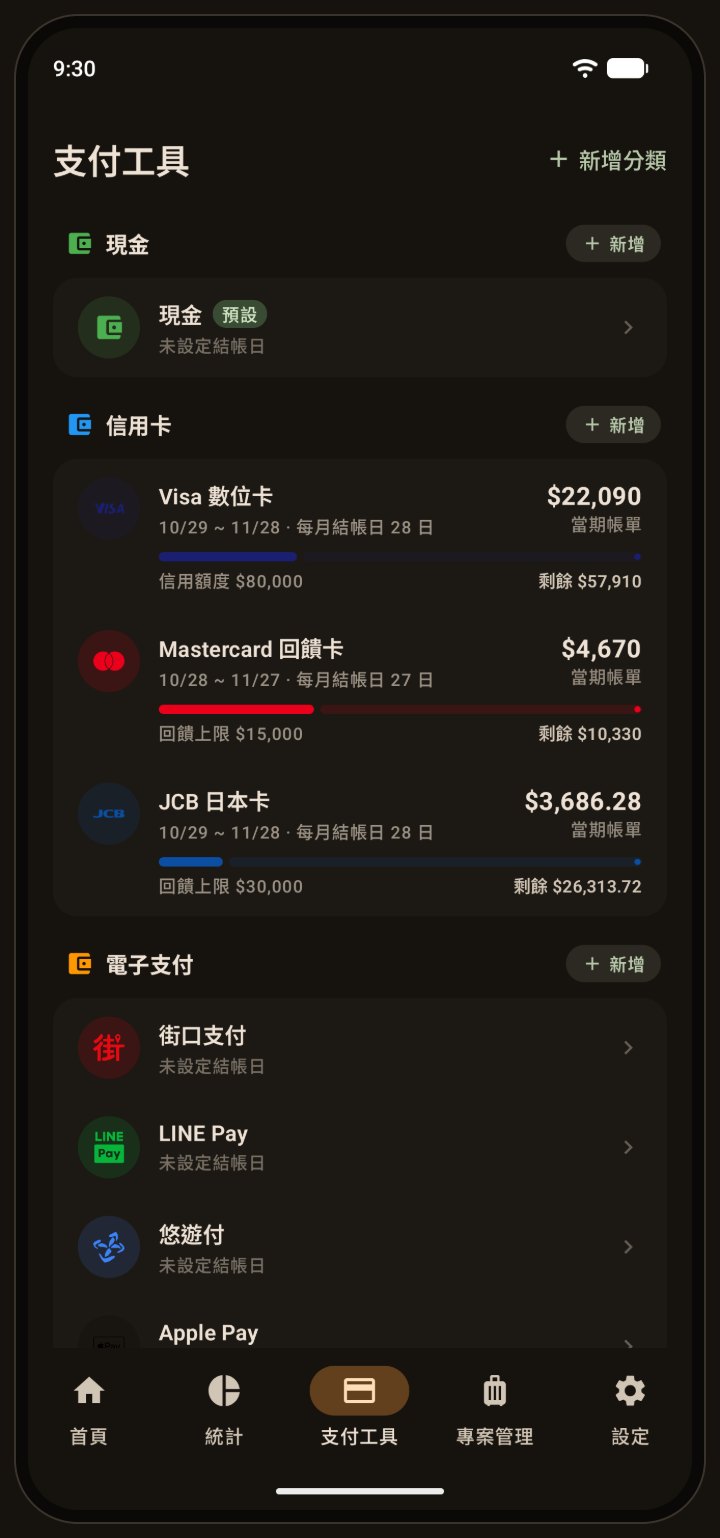 9:30
支付工具
+ 新增分類
現金
+ 新增
現金 預設
未設定結帳日
信用卡
+ 新增
VISA
Visa 數位卡
$22,090
10/29 ~ 11/28 · 每月結帳日 28 日
當期帳單
信用額度 $80,000
剩餘 $57,910
Mastercard 回饋卡
$4,670
10/28 ~ 11/27 · 每月結帳日 27 日
當期帳單
回饋上限 $15,000
剩餘 $10,330
JCB
JCB 日本卡
$3,686.28
10/29 ~ 11/28 · 每月結帳日 28 日
當期帳單
回饋上限 $30,000
剩餘 $26,313.72
電子支付
+ 新增
街
街口支付
未設定結帳日
LINE
Pay
LINE Pay
未設定結帳日
悠遊付
未設定結帳日
Pay
Apple Pay
首頁
統計
支付工具
專案管理
設定